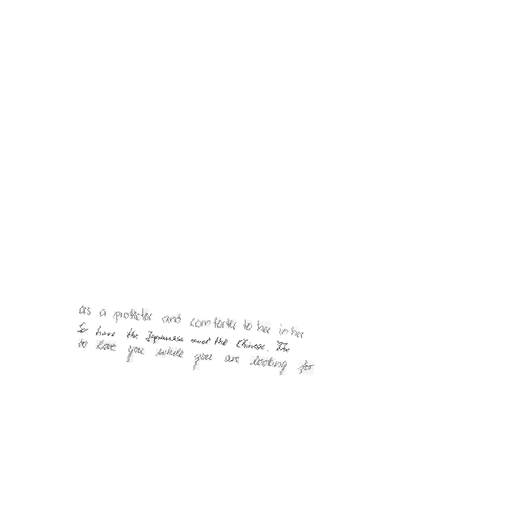 as a protector and comforter to her in her
So have the Japanese and the Chinese. The
to love you while you are looking for